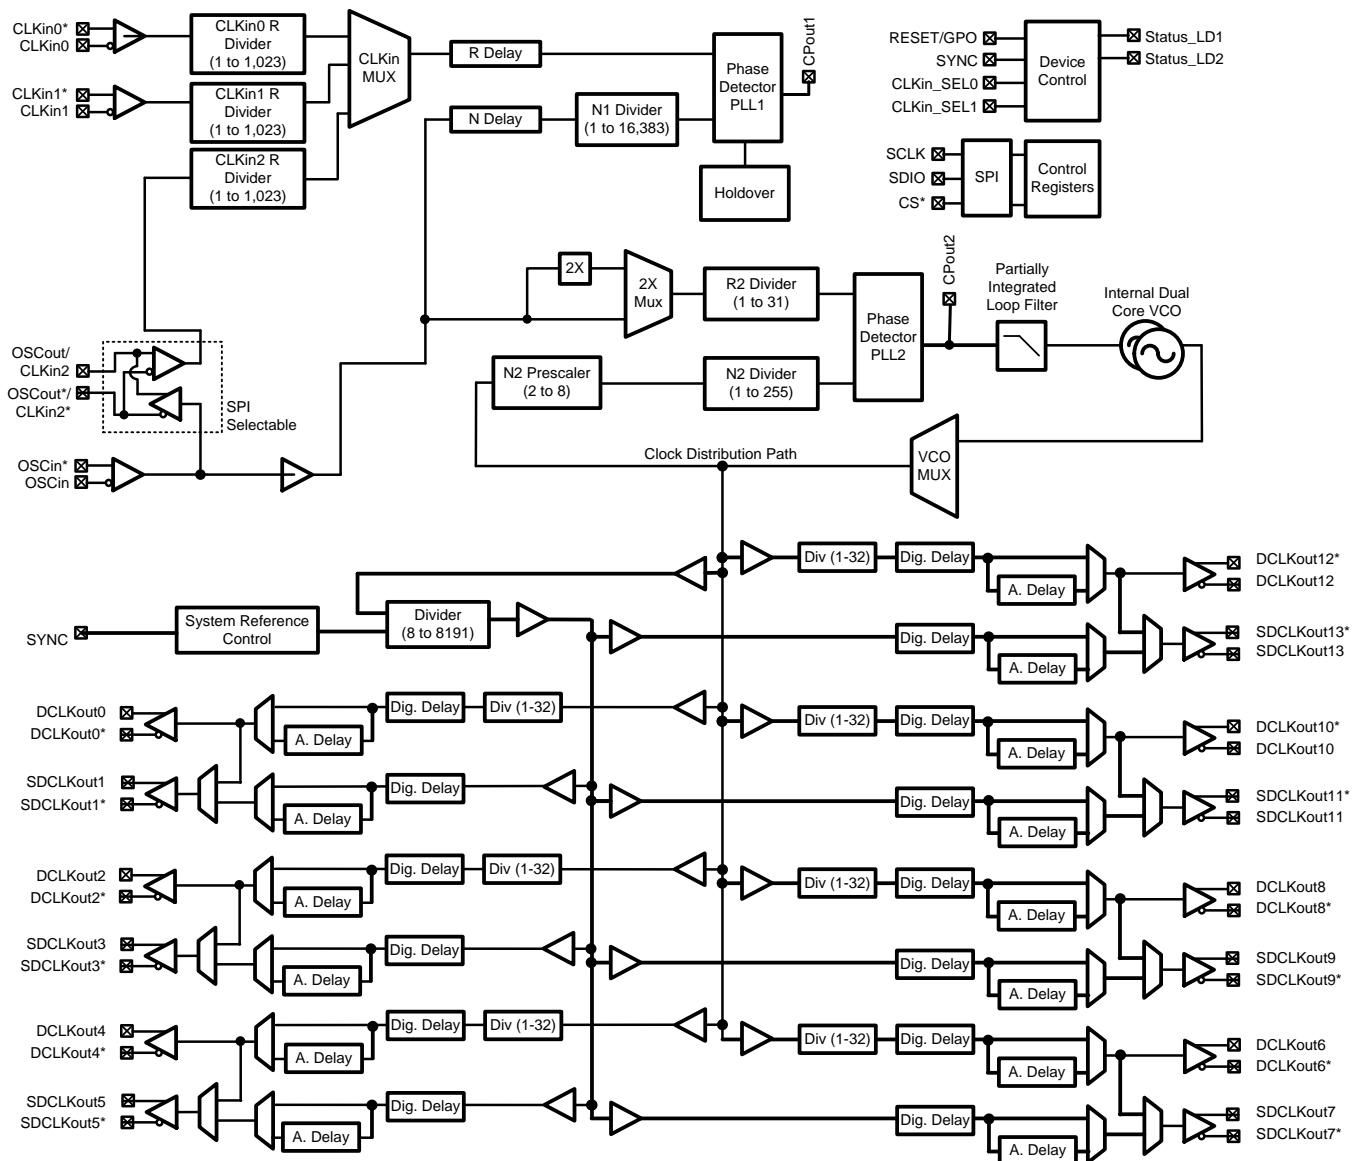 CLKin0*
CLKin0
CLKin0 R
Divider
(1 to 1,023)
CLKin1*
CLKin1
CLKin1 R
Divider
(1 to 1,023)
CLKin2 R
Divider
(1 to 1,023)
CLKin
MUX
R Delay
N Delay
N1 Divider
(1 to 16,383)
Phase
Detector
PLL1
CPout1
Holdover
RESET/GPO
SYNC
CLKin_SEL0
CLKin_SEL1
Device
Control
Status_LD1
Status_LD2
SCLK
SDIO
CS*
SPI
Control
Registers
2X
2X
Mux
R2 Divider
(1 to 31)
N2 Prescaler
(2 to 8)
N2 Divider
(1 to 255)
Phase
Detector
PLL2
CPout2
Partially
Integrated
Loop Filter
Internal Dual
Core VCO
OSCout/
CLKin2
OSCout*/
CLKin2*
SPI
Selectable
OSCin*
OSCin
Clock Distribution Path
VCO
MUX
SYNC
System Reference
Control
Divider
(8 to 8191)
Div (1-32)
Dig. Delay
A. Delay
DCLKout12*
DCLKout12
Dig. Delay
A. Delay
SDCLKout13*
SDCLKout13
DCLKout0
DCLKout0*
A. Delay
Dig. Delay
Div (1-32)
SDCLKout1
SDCLKout1*
A. Delay
Dig. Delay
Div (1-32)
Dig. Delay
A. Delay
DCLKout10*
DCLKout10
Dig. Delay
A. Delay
SDCLKout11*
SDCLKout11
DCLKout2
DCLKout2*
A. Delay
Dig. Delay
Div (1-32)
SDCLKout3
SDCLKout3*
A. Delay
Dig. Delay
Div (1-32)
Dig. Delay
A. Delay
DCLKout8
DCLKout8*
Dig. Delay
A. Delay
SDCLKout9
SDCLKout9*
DCLKout4
DCLKout4*
A. Delay
Dig. Delay
Div (1-32)
SDCLKout5
SDCLKout5*
A. Delay
Dig. Delay
Div (1-32)
Dig. Delay
A. Delay
DCLKout6
DCLKout6*
Dig. Delay
A. Delay
SDCLKout7
SDCLKout7*